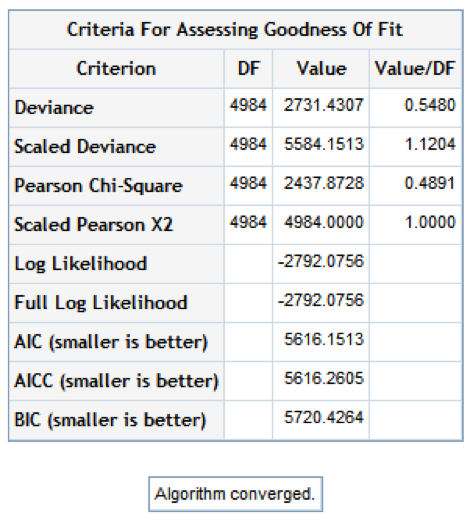 Criteria For Assessing Goodness Of Fit
Criterion DF Value Value/DF
Deviance 4984 2731.4307 0.5480
Scaled Deviance 4984 5584.1513 1.1204
Pearson Chi-Square 4984 2437.8728 0.4891
Scaled Pearson X2 4984 4984.0000 1.0000
Log Likelihood -2792.0756
Full Log Likelihood -2792.0756
AIC (smaller is better) 5616.1513
AICC (smaller is better) 5616.2605
BIC (smaller is better) 5720.4264
Algorithm converged.